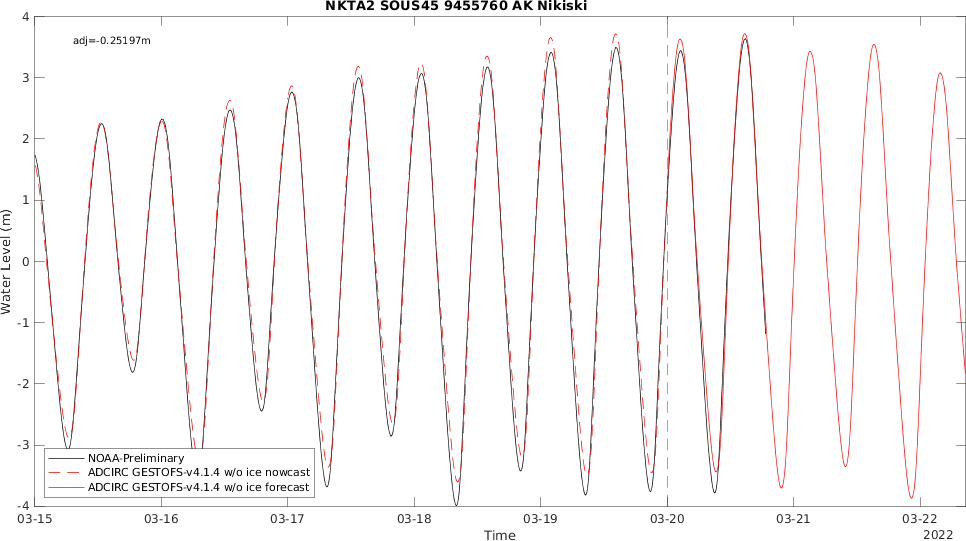 NKTA2 SOUS45 9455760 AK Nikiski
adj=-0.25197m
4
3
2
1
0
-1
-2
-3
-4
Water Level (m)
NOAA-Preliminary
ADCIRC GESTOFS-v4.1.4 w/o ice nowcast
ADCIRC GESTOFS-v4.1.4 w/o ice forecast
03-15 03-16 03-17 03-18 03-19 03-20 03-21 03-22
Time
2022